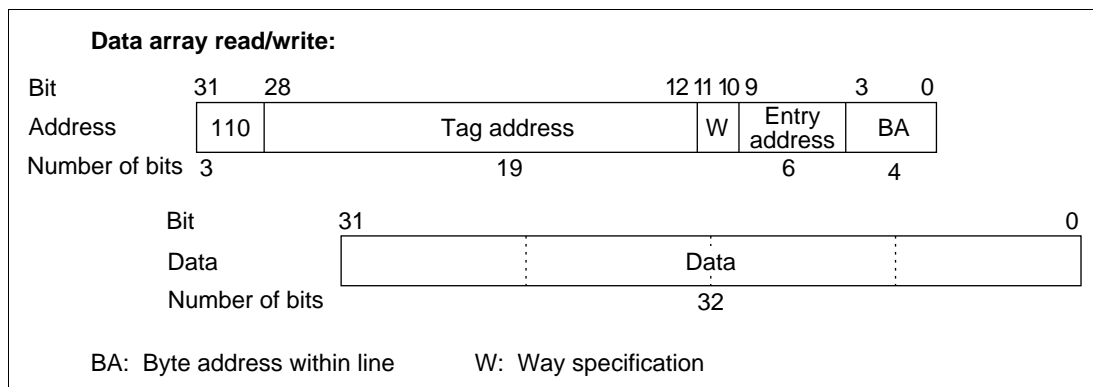 Data array read/write:
Bit 31 28 12 11 10 9 3 0
Address 110 Tag address W Entry address BA
Number of bits 3 19 6 4
Bit 31 0
Data Data
Number of bits 32
BA: Byte address within line W: Way specification